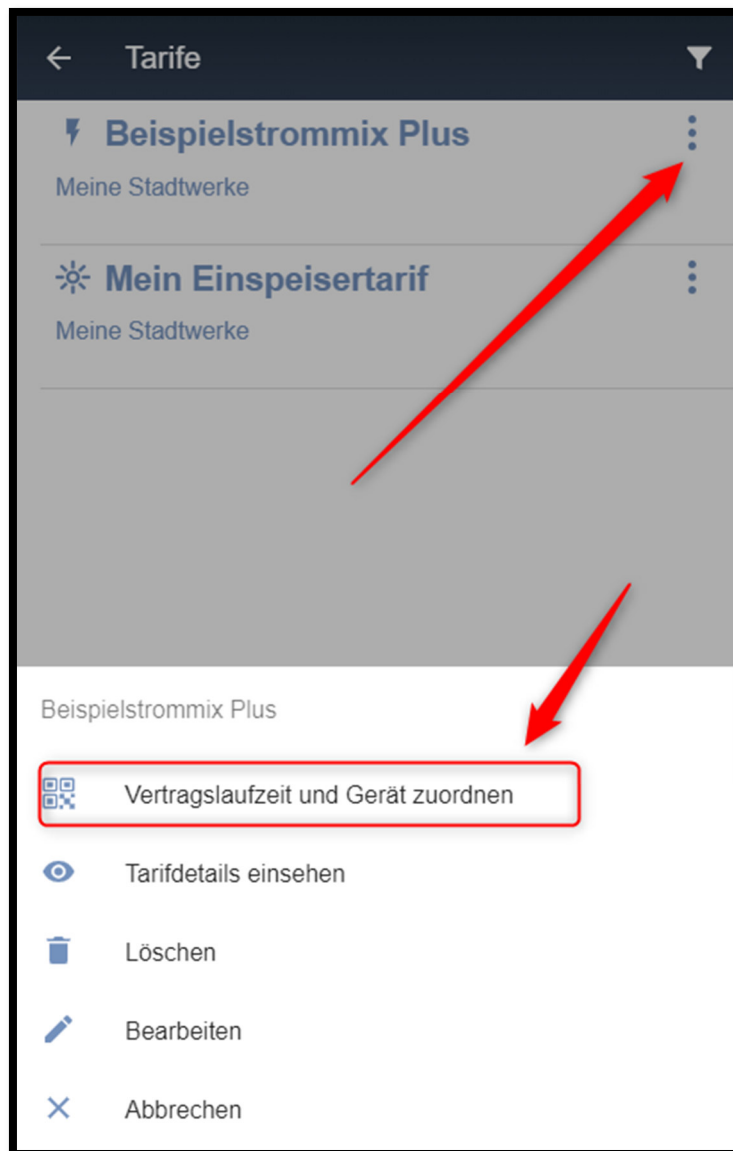 Tarife
Beispielstrommix Plus
Meine Stadtwerke
Mein Einspeisertarif
Meine Stadtwerke
Beispielstrommix Plus
Vertragslaufzeit und Gerät zuordnen
Tarifdetails einsehen
Löschen
Bearbeiten
Abbrechen